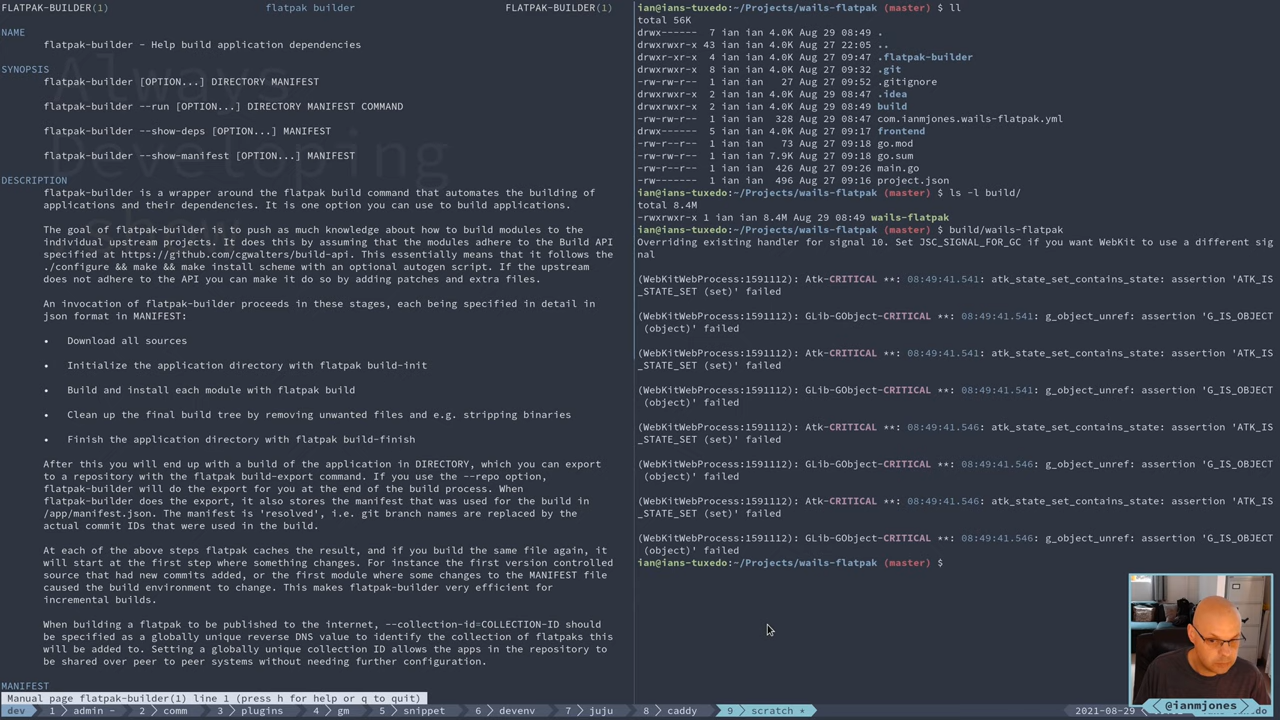 FLATPAK-BUILDER(1) flatpak builder FLATPAK-BUILDER(1)
NAME
flatpak-builder - Help build application dependencies
SYNOPSIS
flatpak-builder [OPTION...] DIRECTORY MANIFEST
flatpak-builder --run [OPTION...] DIRECTORY MANIFEST COMMAND
flatpak-builder --show-deps [OPTION...] MANIFEST
flatpak-builder --show-manifest [OPTION...] MANIFEST
DESCRIPTION
flatpak-builder is a wrapper around the flatpak build command that automates the building of
applications and their dependencies. It is one option you can use to build applications.
The goal of flatpak-builder is to push as much knowledge about how to build modules to the
individual upstream projects. It does this by assuming that the modules adhere to the Build API
specified at https://github.com/cgwalters/build-api. This essentially means that it follows the
./configure && make && make install scheme with an optional autogen script. If the upstream
does not adhere to the API you can make it do so by adding patches and extra files.
An invocation of flatpak-builder proceeds in these stages, each being specified in detail in
json format in MANIFEST:
• Download all sources
• Initialize the application directory with flatpak build-init
• Build and install each module with flatpak build
• Clean up the final build tree by removing unwanted files and e.g. stripping binaries
• Finish the application directory with flatpak build-finish
After this you will end up with a build of the application in DIRECTORY, which you can export
to a repository with the flatpak build-export command. If you use the --repo option,
flatpak-builder will do the export for you at the end of the build process. When
flatpak-builder does the export, it also stores the manifest that was used for the build in
/app/manifest.json. The manifest is 'resolved', i.e. git branch names are replaced by the
actual commit IDs that were used in the build.
At each of the above steps flatpak caches the result, and if you build the same file again, it
will start at the first step where something changes. For instance the first version controlled
source that had new commits added, or the first module where some changes to the MANIFEST file
caused the build environment to change. This makes flatpak-builder very efficient for
incremental builds.
When building a flatpak to be published to the internet, --collection-id=COLLECTION-ID should
be specified as a globally unique reverse DNS value to identify the collection of flatpaks this
will be added to. Setting a globally unique collection ID allows the apps in the repository to
be shared over peer to peer systems without needing further configuration.
MANIFEST
Manual page flatpak-builder(1) line 1 (press h for help or q to quit)
Always
Developing
show
ian@ians-tuxedo:~/Projects/wails-flatpak (master) $ ll
total 56K
drwx------ 7 ian ian 4.0K Aug 29 08:49 .
drwxrwxr-x 43 ian ian 4.0K Aug 27 22:05 ..
drwxrwxr-x 4 ian ian 4.0K Aug 27 09:47 .flatpak-builder
drwxrwxr-x 8 ian ian 4.0K Aug 27 09:32 .git
-rw-rw-r-- 1 ian ian 27 Aug 27 09:52 .gitignore
drwxrwxr-x 2 ian ian 4.0K Aug 29 08:47 .idea
drwxrwxr-x 2 ian ian 4.0K Aug 29 08:49 build
-rw-rw-r-- 1 ian ian 328 Aug 29 08:47 com.ianmjones.wails-flatpak.yml
drwx------ 5 ian ian 4.0K Aug 27 09:17 frontend
-rw-r--r-- 1 ian ian 73 Aug 27 09:18 go.mod
-rw-r--r-- 1 ian ian 7.9K Aug 27 09:18 go.sum
-rw-r--r-- 1 ian ian 426 Aug 27 09:26 main.go
-rw------- 1 ian ian 496 Aug 27 09:16 project.json
ian@ians-tuxedo:~/Projects/wails-flatpak (master) $ ls -l build/
total 8.4M
-rwxrwxr-x 1 ian ian 8.4M Aug 29 08:49 wails-flatpak
ian@ians-tuxedo:~/Projects/wails-flatpak (master) $ build/wails-flatpak
Overriding existing handler for signal 10. Set JSC_SIGNAL_FOR_GC if you want WebKit to use a different sig
nal
(WebKitWebProcess:1591112): Atk-CRITICAL **: 08:49:41.541: atk_state_set_contains_state: assertion 'ATK_IS
_STATE_SET (set)' failed
(WebKitWebProcess:1591112): GLib-GObject-CRITICAL **: 08:49:41.541: g_object_unref: assertion 'G_IS_OBJECT
(object)' failed
(WebKitWebProcess:1591112): Atk-CRITICAL **: 08:49:41.541: atk_state_set_contains_state: assertion 'ATK_IS
_STATE_SET (set)' failed
(WebKitWebProcess:1591112): GLib-GObject-CRITICAL **: 08:49:41.541: g_object_unref: assertion 'G_IS_OBJECT
(object)' failed
(WebKitWebProcess:1591112): Atk-CRITICAL **: 08:49:41.546: atk_state_set_contains_state: assertion 'ATK_IS
_STATE_SET (set)' failed
(WebKitWebProcess:1591112): GLib-GObject-CRITICAL **: 08:49:41.546: g_object_unref: assertion 'G_IS_OBJECT
(object)' failed
(WebKitWebProcess:1591112): Atk-CRITICAL **: 08:49:41.546: atk_state_set_contains_state: assertion 'ATK_IS
_STATE_SET (set)' failed
(WebKitWebProcess:1591112): GLib-GObject-CRITICAL **: 08:49:41.546: g_object_unref: assertion 'G_IS_OBJECT
(object)' failed
ian@ians-tuxedo:~/Projects/wails-flatpak (master) $
@ianmjones
dev 1 admin - 2 comm 3 plugins 4 gm 5 snippet 6 devenv 7 juju 8 caddy 9 scratch * 2021-08-29